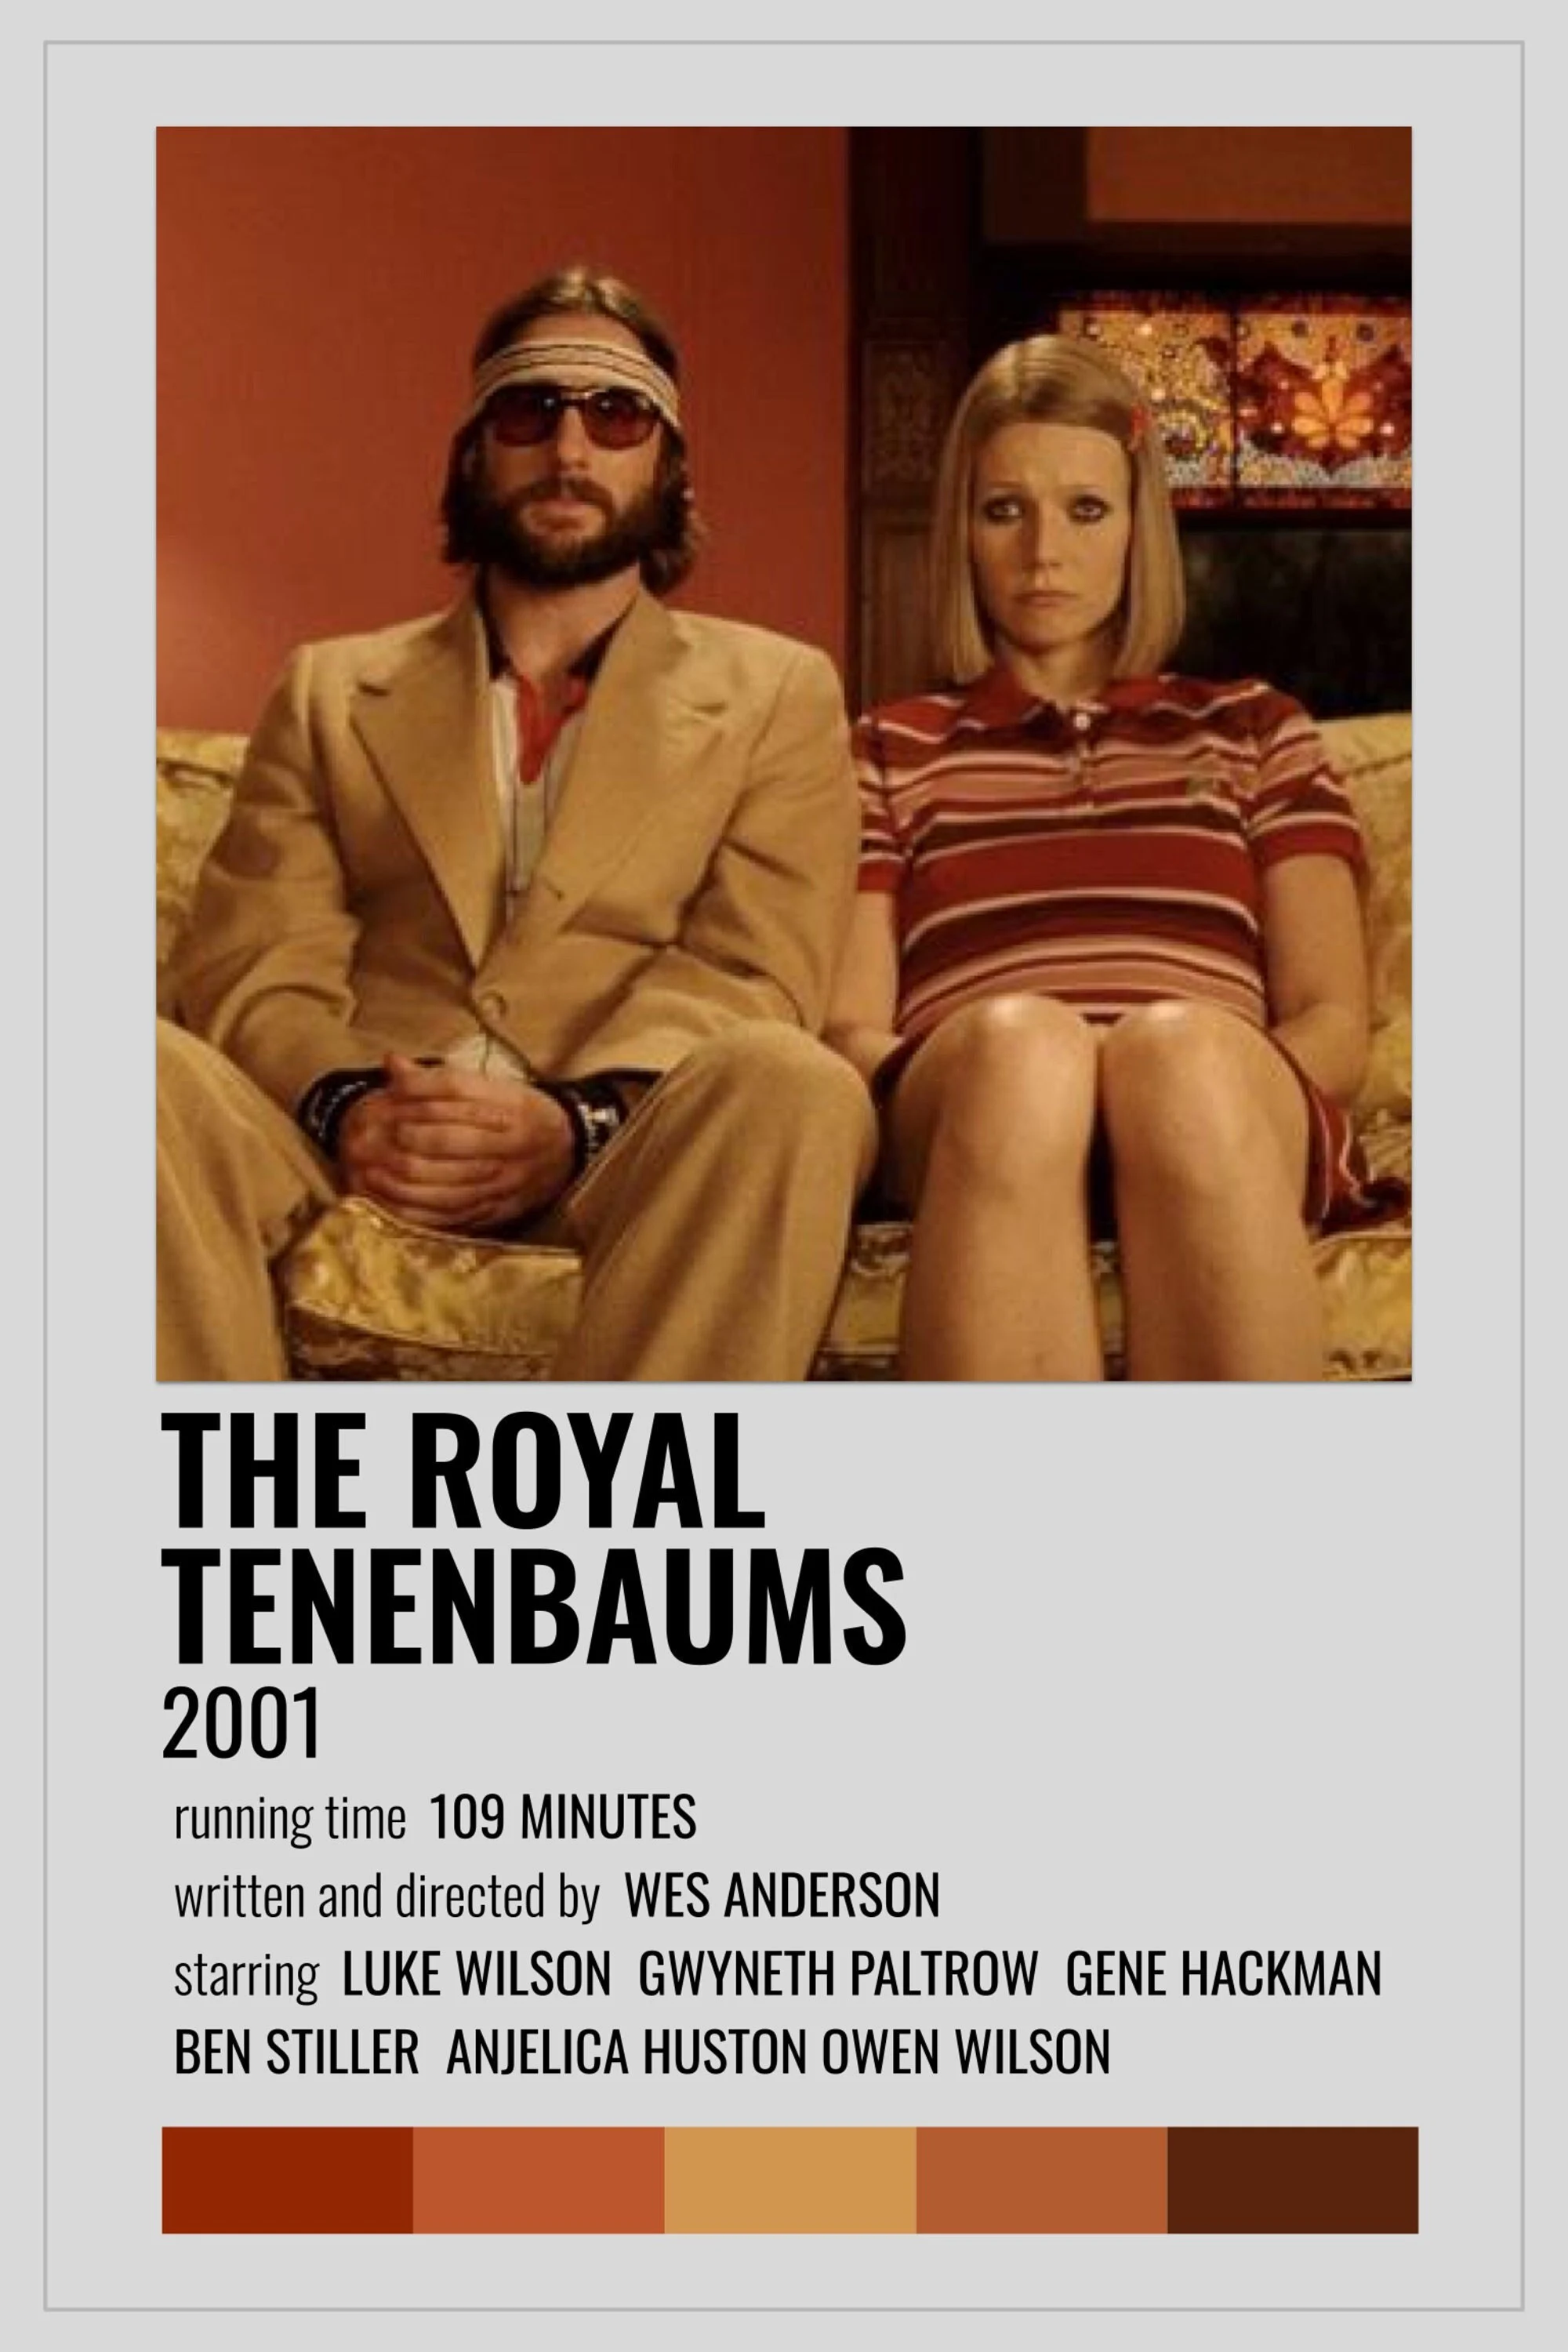 THE ROYAL
TENENBAUMS
2001
running time 109 MINUTES
written and directed by WES ANDERSON
starring LUKE WILSON GWYNETH PALTROW GENE HACKMAN
BEN STILLER ANJELICA HUSTON OWEN WILSON